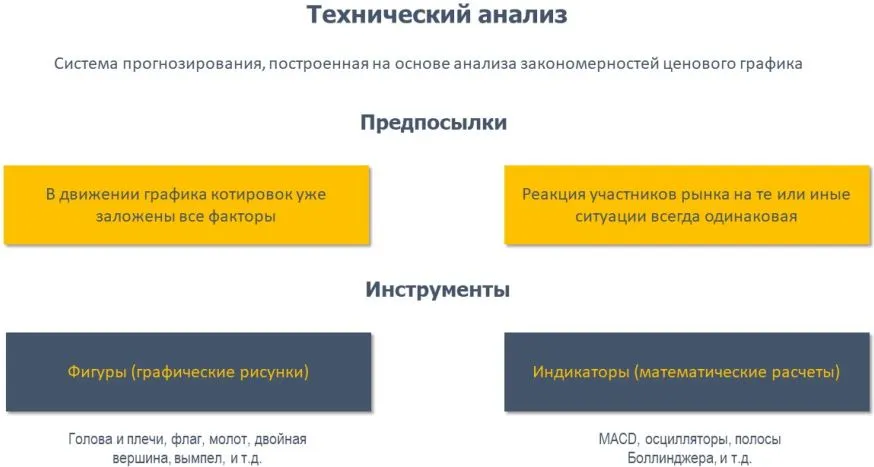 Технический анализ
Система прогнозирования, построенная на основе анализа закономерностей ценового графика
Предпосылки
В движении графика котировок уже
заложены все факторы
Реакция участников рынка на те или иные
ситуации всегда одинаковая
Инструменты
Фигуры (графические рисунки)
Индикаторы (математические расчеты)
Голова и плечи, флаг, молот, двойная
вершина, вымпел, и т.д.
MACD, осцилляторы, полосы
Боллинджера, и т.д.